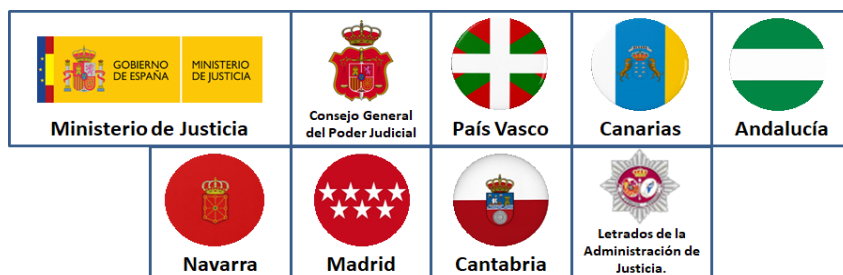 GOBIERNO
DE ESPAÑA
MINISTERIO
DE JUSTICIA
Ministerio de Justicia
Consejo General
del Poder Judicial
País Vasco
Canarias
Andalucía
Navarra
Madrid
Cantabria
Letrados de la
Administración de
Justicia.